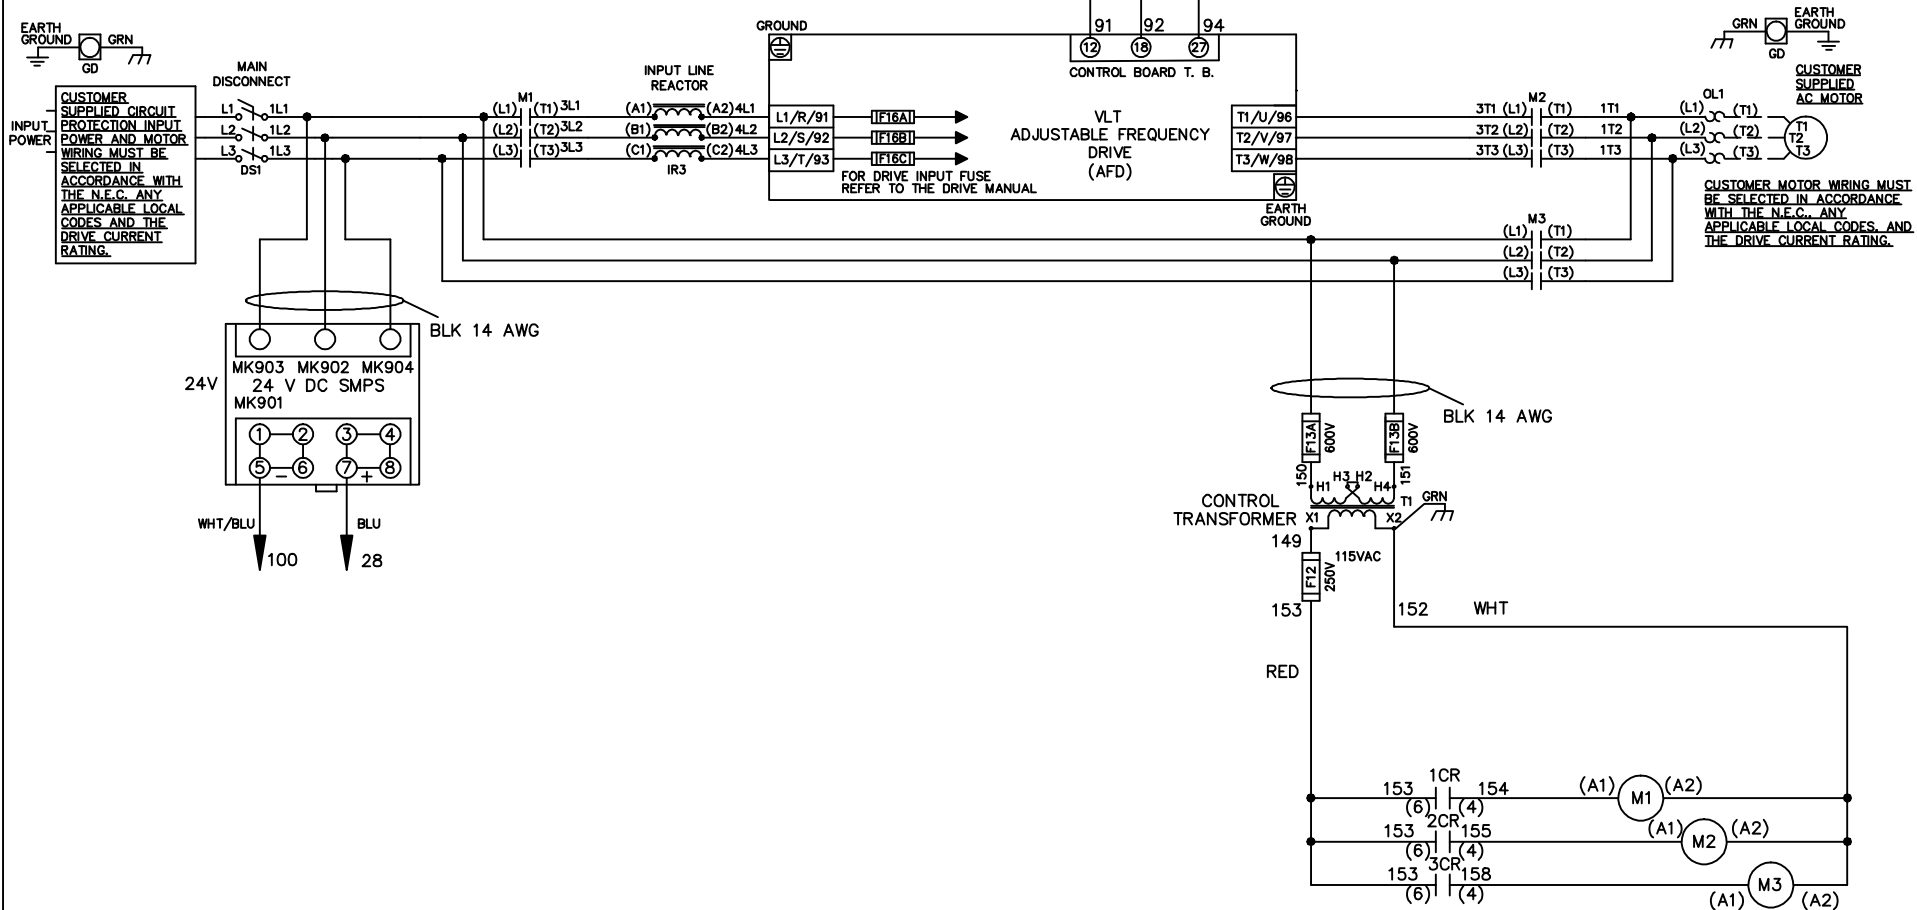 91 92 94
EARTH
GROUND
GRN
GD
GROUND
12 18 27
CONTROL BOARD T. B.
EARTH
GROUND
GRN
GD
CUSTOMER
SUPPLIED
AC MOTOR
MAIN
DISCONNECT
INPUT LINE
REACTOR
INPUT
POWER
CUSTOMER
SUPPLIED CIRCUIT
PROTECTION INPUT
POWER AND MOTOR
WIRING MUST BE
SELECTED IN
ACCORDANCE WITH
THE N.E.C. ANY
APPLICABLE LOCAL
CODES AND THE
DRIVE CURRENT
RATING.
L1 1L1
L2 1L2
L3 1L3
DS1
M1
(L1) (T1) 3L1
(L2) (T2) 3L2
(L3) (T3) 3L3
(A1) (A2) 4L1
(B1) (B2) 4L2
(C1) (C2) 4L3
IR3
L1/R/91 F16A
L2/S/92 F16B
L3/T/93 F16C
FOR DRIVE INPUT FUSE
REFER TO THE DRIVE MANUAL
VLT
ADJUSTABLE FREQUENCY
DRIVE
(AFD)
T1/U/96
T2/V/97
T3/W/98
EARTH
GROUND
M2
3T1 (L1) (T1) 1T1
3T2 (L2) (T2) 1T2
3T3 (L3) (T3) 1T3
OL1
(L1) (T1)
(L2) (T2)
(L3) (T3)
T1
T2
T3
CUSTOMER MOTOR WIRING MUST
BE SELECTED IN ACCORDANCE
WITH THE N.E.C., ANY
APPLICABLE LOCAL CODES, AND
THE DRIVE CURRENT RATING.
M3
(L1) (T1)
(L2) (T2)
(L3) (T3)
BLK 14 AWG
MK903 MK902 MK904
24V
24 V DC SMPS
MK901
1 2 3 4
5 6 7 8
− +
WHT/BLU BLU
100 28
BLK 14 AWG
F13A 600V
F13B 600V
150 151
H1 H3 H2 H4
T1
CONTROL
TRANSFORMER
X1 X2
GRN
149
115VAC
F12 250V
153 152 WHT
RED
1CR
153 154 (A1) M1 (A2)
(6) (4)
2CR
153 155 (A1) M2 (A2)
(6) (4)
3CR
153 158 M3
(6) (4) (A1) (A2)